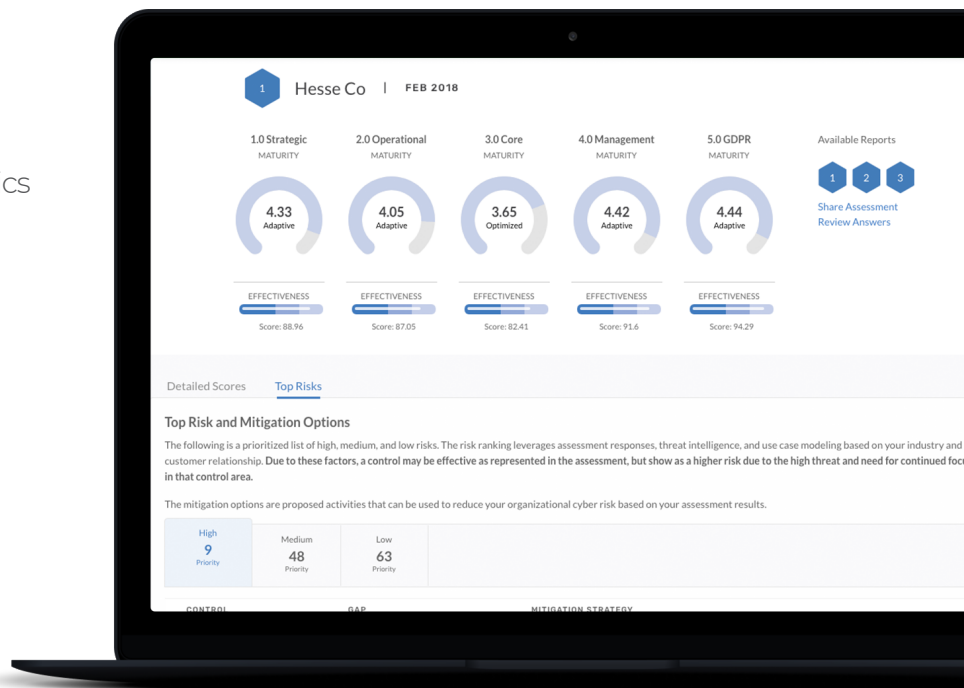 cs
1
Hesse Co | FEB 2018
1.0 Strategic
MATURITY
4.33
Adaptive
EFFECTIVENESS
Score: 88.96
2.0 Operational
MATURITY
4.05
Adaptive
EFFECTIVENESS
Score: 87.05
3.0 Core
MATURITY
3.65
Optimized
EFFECTIVENESS
Score: 82.41
4.0 Management
MATURITY
4.42
Adaptive
EFFECTIVENESS
Score: 91.6
5.0 GDPR
MATURITY
4.44
Adaptive
EFFECTIVENESS
Score: 94.29
Available Reports
1 2 3
Share Assessment
Review Answers
Detailed Scores Top Risks
Top Risk and Mitigation Options
The following is a prioritized list of high, medium, and low risks. The risk ranking leverages assessment responses, threat intelligence, and use case modeling based on your industry and
customer relationship. Due to these factors, a control may be effective as represented in the assessment, but show as a higher risk due to the high threat and need for continued focu
in that control area.
The mitigation options are proposed activities that can be used to reduce your organizational cyber risk based on your assessment results.
High
9
Priority
Medium
48
Priority
Low
63
Priority
CONTROL GAP MITIGATION STRATEGY